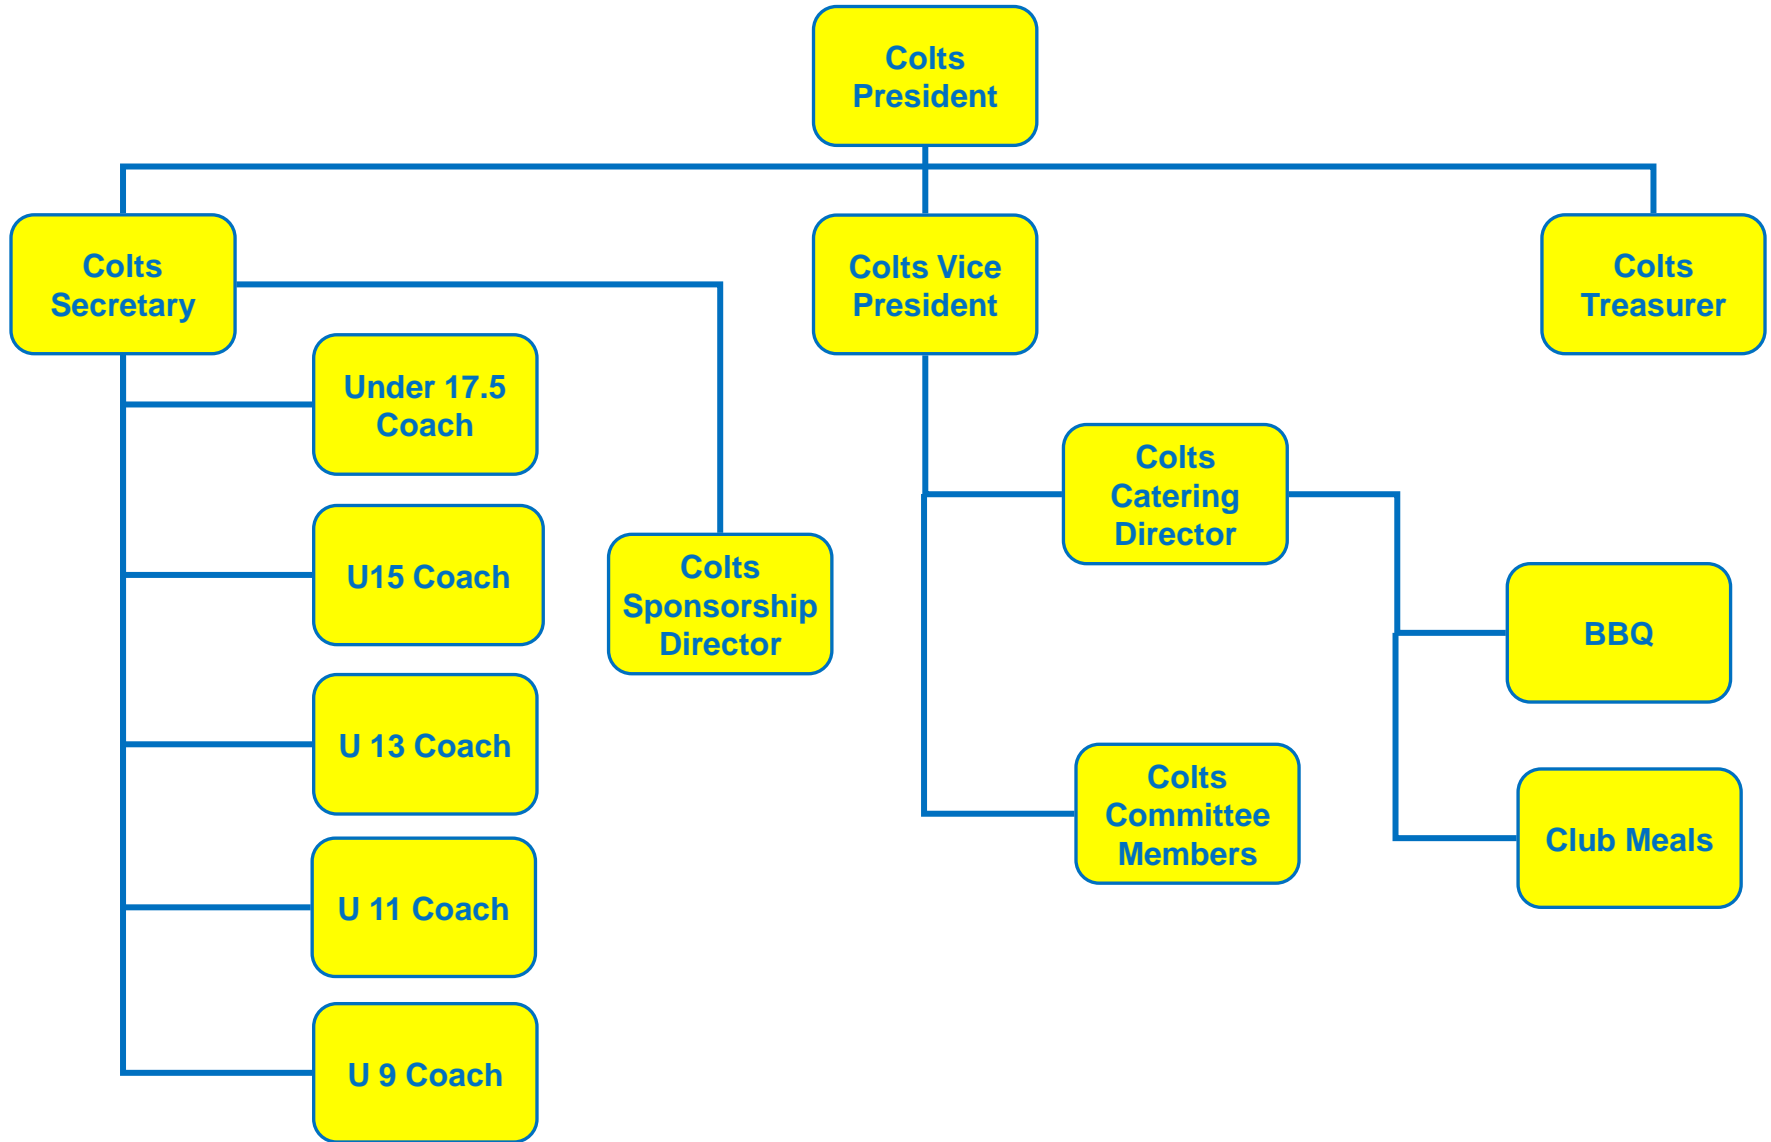 Colts
President
Colts
Secretary
Colts Vice
President
Colts
Treasurer
Under 17.5
Coach
U15 Coach
U 13 Coach
U 11 Coach
U 9 Coach
Colts
Sponsorship
Director
Colts
Catering
Director
Colts
Committee
Members
BBQ
Club Meals